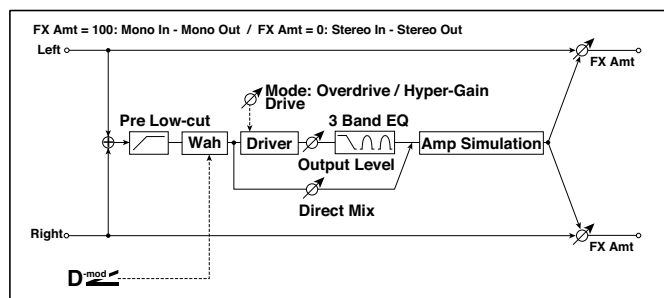 FX Amt = 100: Mono In - Mono Out / FX Amt = 0: Stereo In - Stereo Out
Left
FX Amt
Mode: Overdrive / Hyper-Gain
Drive
Pre Low-cut
3 Band EQ
Wah
Driver
Amp Simulation
Output Level
Direct Mix
Right
FX Amt
D-mod